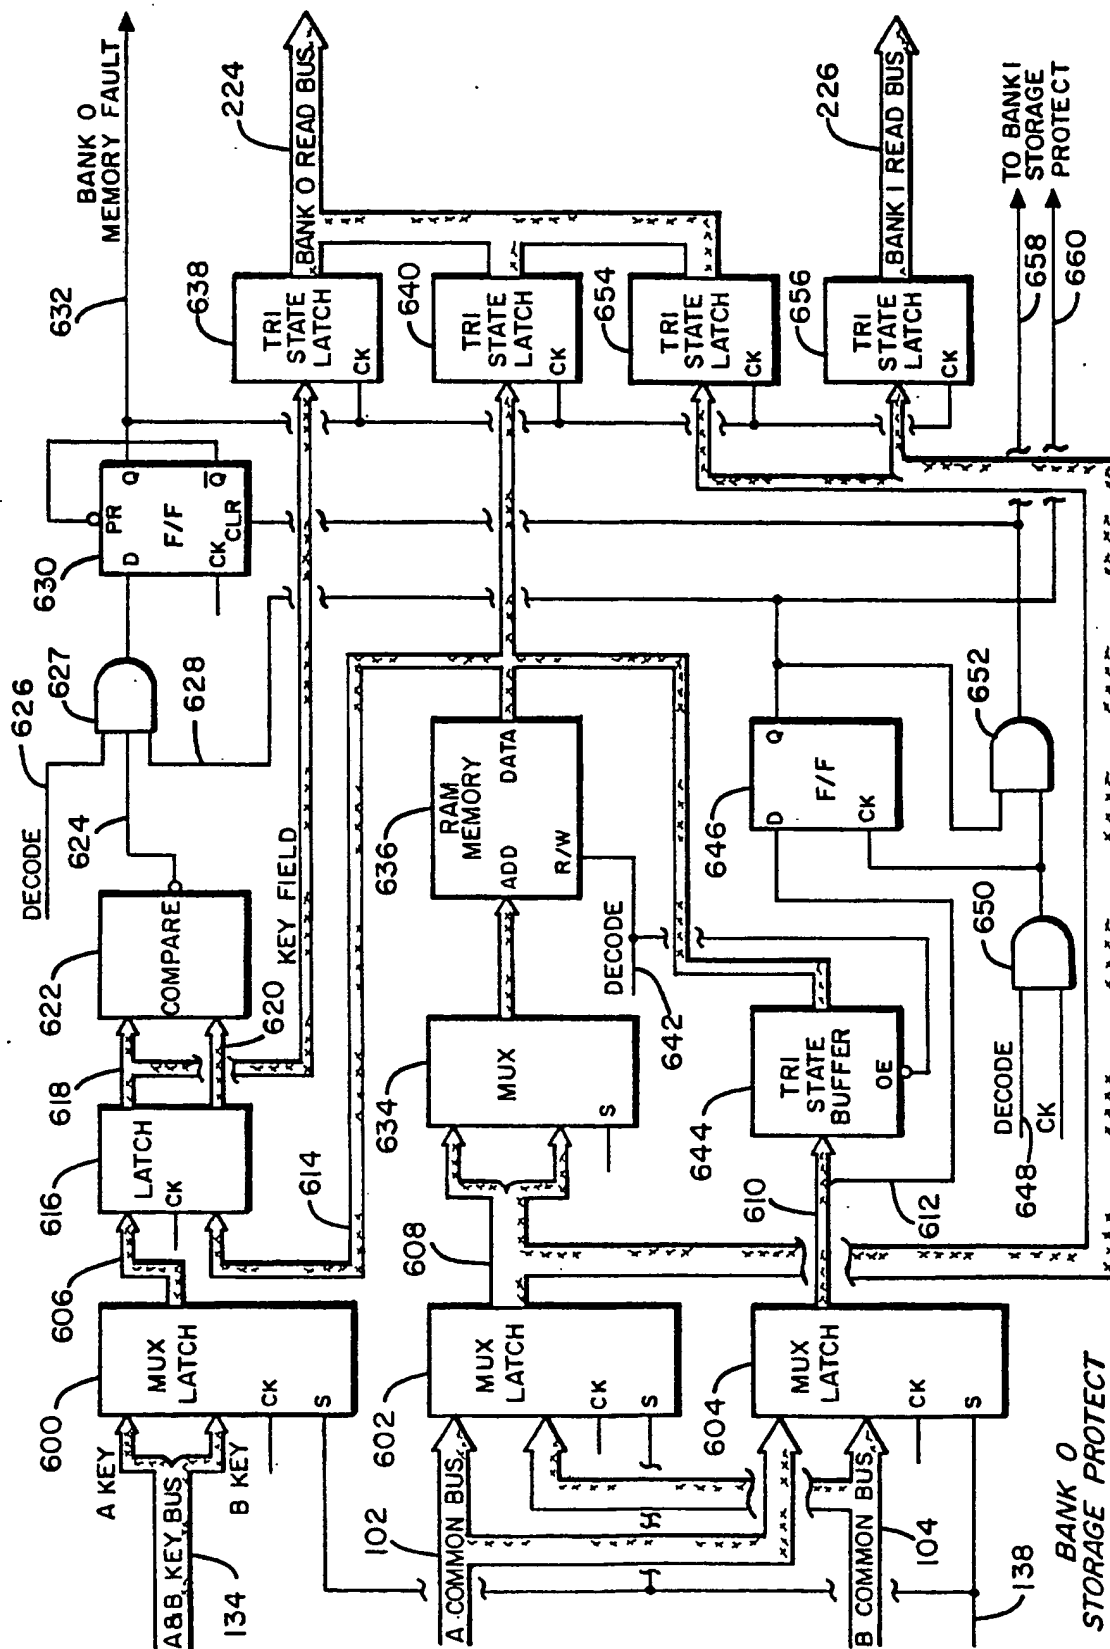 A&B KEY BUS
134
A KEY
B KEY
600
MUX
LATCH
CK
S
606
616
LATCH
CK
618
620
622
COMPARE
624
DECODE
626
627
628
630
PR
D
Q
F/F
CK
Q
CLR
632
BANK 0
MEMORY FAULT
KEY FIELD
614
638
TRI
STATE
LATCH
CK
BANK 0 READ BUS
224
102
A COMMON BUS
602
MUX
LATCH
CK
S
608
634
MUX
S
636
RAM
MEMORY
ADD
DATA
R/W
DECODE
642
640
TRI
STATE
LATCH
CK
654
TRI
STATE
LATCH
CK
B COMMON BUS
104
138
604
MUX
LATCH
CK
S
610
612
644
TRI
STATE
BUFFER
OE
646
D
Q
F/F
CK
DECODE
CK
648
650
652
656
TRI
STATE
LATCH
CK
BANK 1 READ BUS
226
TO BANK 1
STORAGE
PROTECT
658
660
BANK 0
STORAGE PROTECT